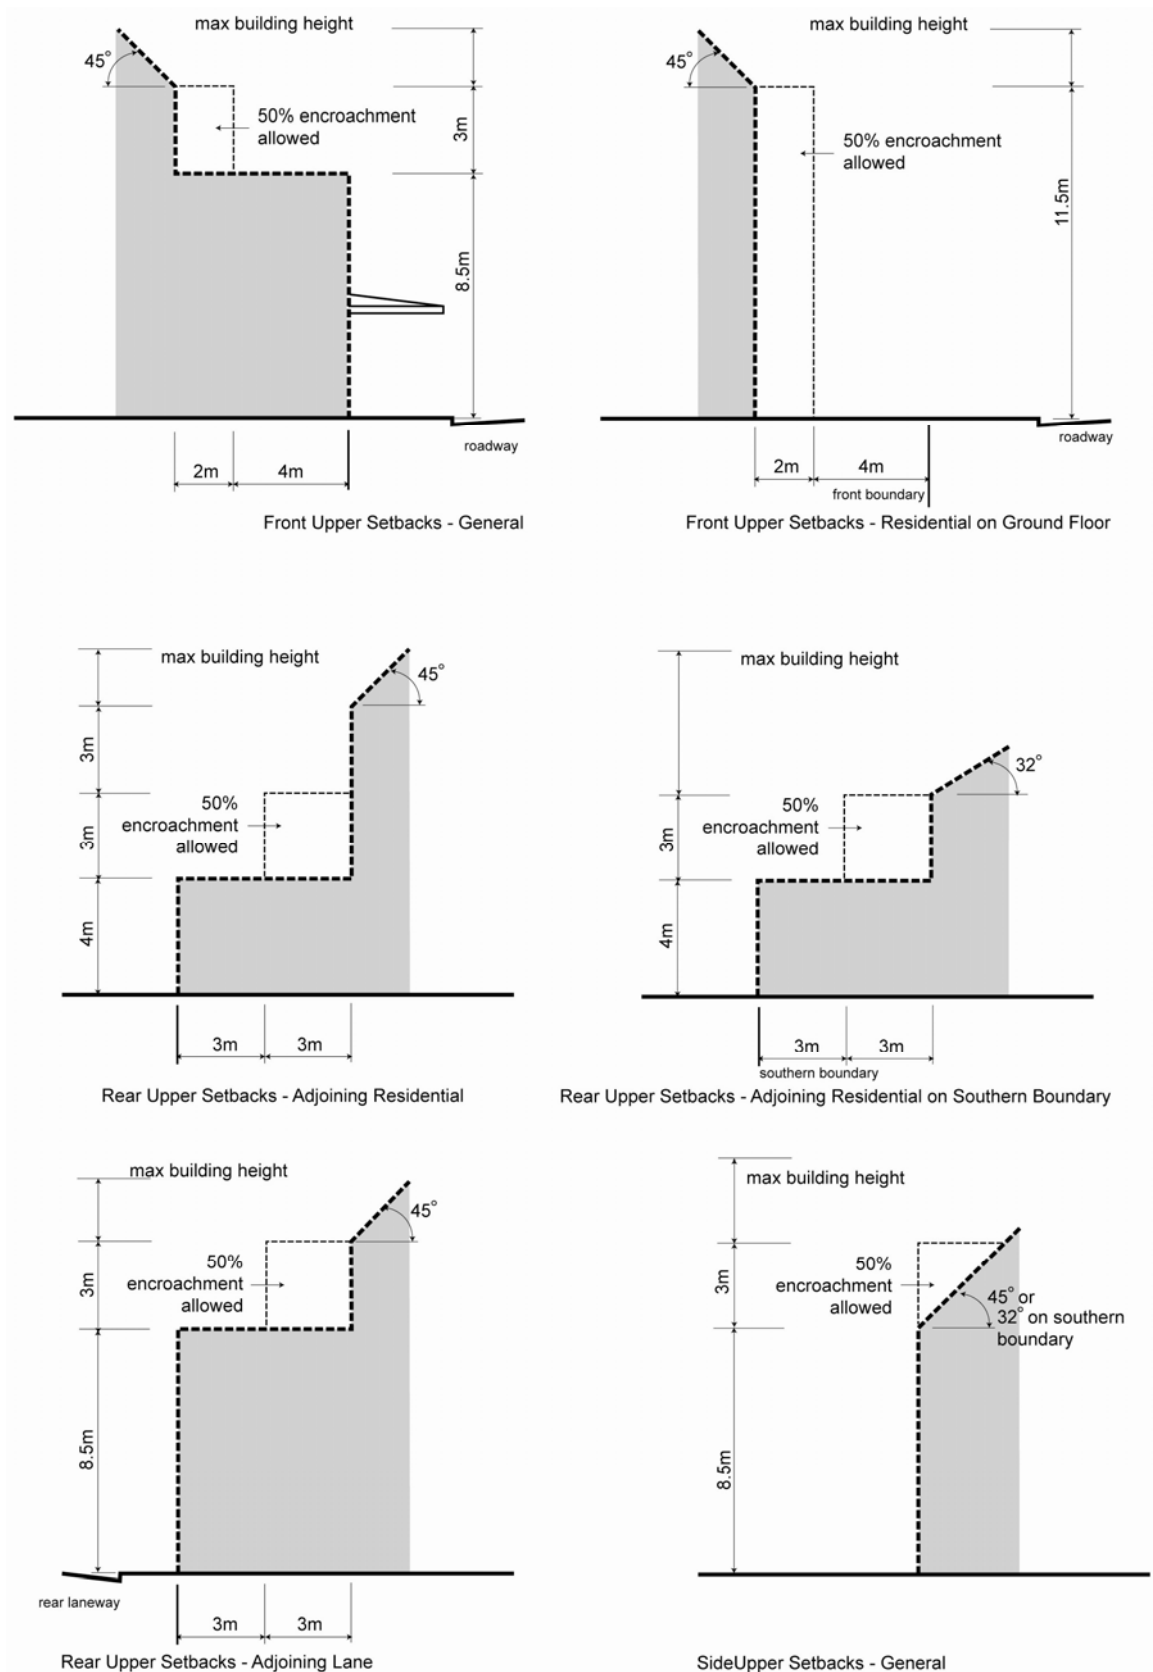 max building height
45°
50% encroachment
allowed
3m
8.5m
roadway
2m
4m
Front Upper Setbacks - General
max building height
45°
50% encroachment
allowed
11.5m
roadway
2m
4m
front boundary
Front Upper Setbacks - Residential on Ground Floor
max building height
45°
3m
50%
encroachment
allowed
3m
4m
3m
3m
Rear Upper Setbacks - Adjoining Residential
max building height
32°
50%
encroachment
allowed
3m
4m
3m
3m
southern boundary
Rear Upper Setbacks - Adjoining Residential on Southern Boundary
max building height
45°
50%
encroachment
allowed
3m
8.5m
rear laneway
3m
3m
Rear Upper Setbacks - Adjoining Lane
max building height
50%
encroachment
allowed
3m
45° or
32° on southern
boundary
8.5m
SideUpper Setbacks - General